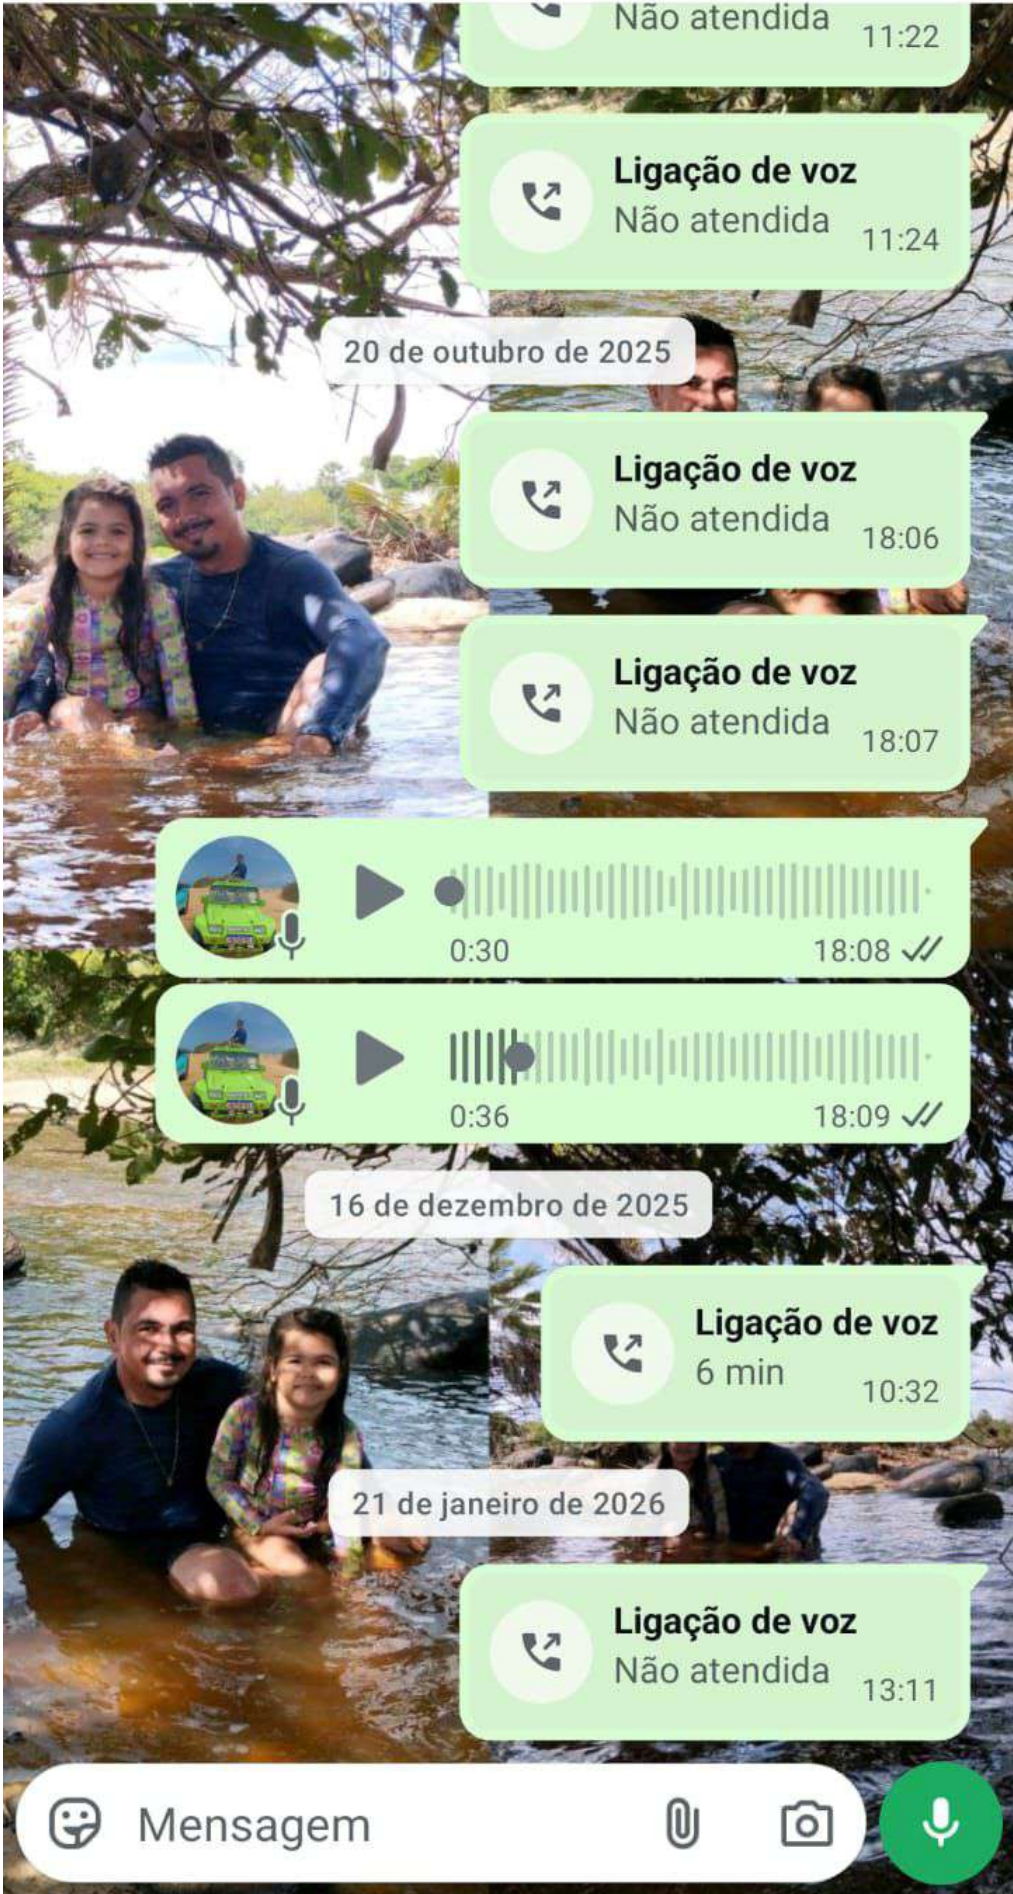 Não atendida
11:22
Ligação de voz
Não atendida
11:24
20 de outubro de 2025
Ligação de voz
Não atendida
18:06
Ligação de voz
Não atendida
18:07
0:30
18:08
0:36
18:09
16 de dezembro de 2025
Ligação de voz
6 min
10:32
21 de janeiro de 2026
Ligação de voz
Não atendida
13:11
Mensagem